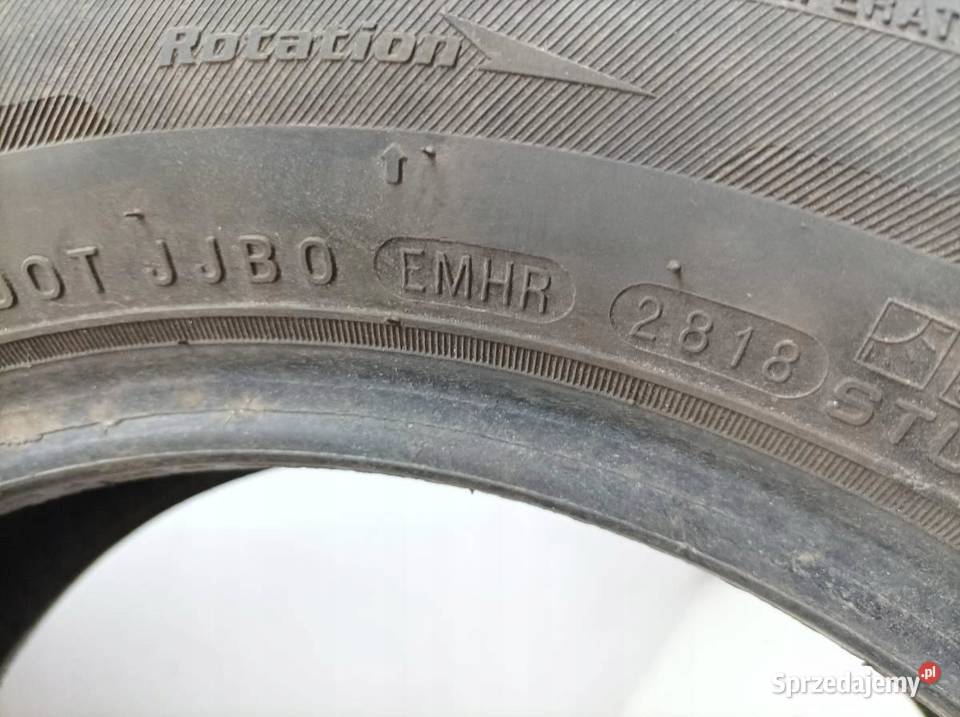 Rotation
DOT JJB0 EMHR 2818
Sprzedajemy.pl